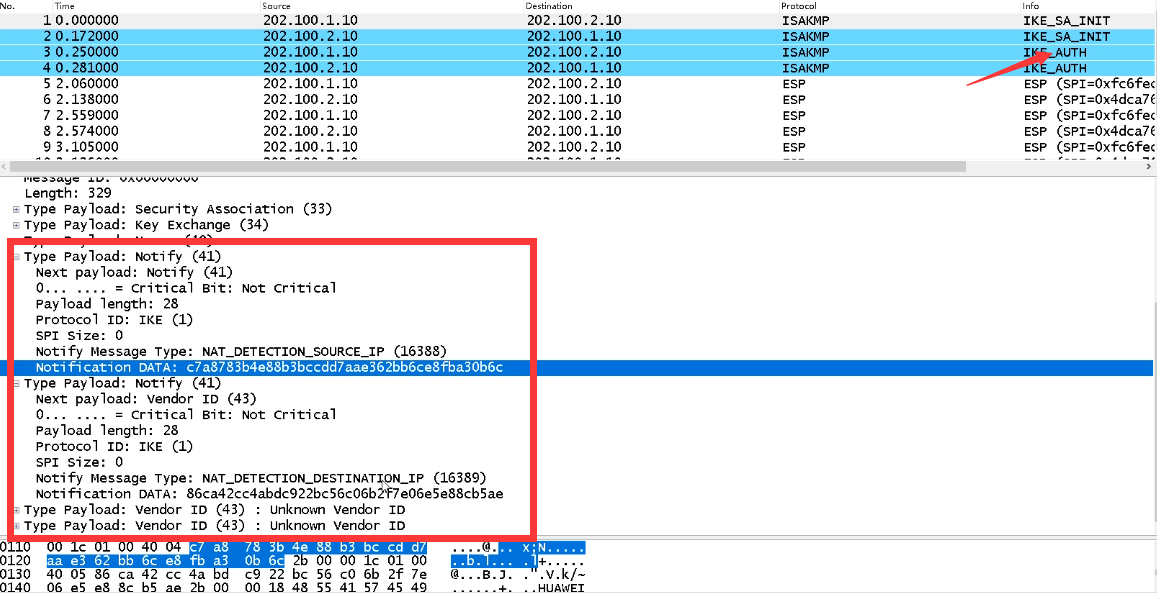 No. Time Source Destination Protocol Info
1 0.000000 202.100.1.10 202.100.2.10 ISAKMP IKE_SA_INIT
2 0.172000 202.100.2.10 202.100.1.10 ISAKMP IKE_SA_INIT
3 0.250000 202.100.1.10 202.100.2.10 ISAKMP IKE_AUTH
4 0.281000 202.100.2.10 202.100.1.10 ISAKMP IKE_AUTH
5 2.060000 202.100.1.10 202.100.2.10 ESP ESP (SPI=0xfc6fec
6 2.138000 202.100.2.10 202.100.1.10 ESP ESP (SPI=0x4dca76
7 2.559000 202.100.1.10 202.100.2.10 ESP ESP (SPI=0xfc6fec
8 2.574000 202.100.2.10 202.100.1.10 ESP ESP (SPI=0x4dca76
9 3.105000 202.100.1.10 202.100.2.10 ESP ESP (SPI=0xfc6fec
Message ID: 0x00000000
Length: 329
Type Payload: Security Association (33)
Type Payload: Key Exchange (34)
Type Payload: Notify (41)
Next payload: Notify (41)
0... .... = Critical Bit: Not Critical
Payload length: 28
Protocol ID: IKE (1)
SPI Size: 0
Notify Message Type: NAT_DETECTION_SOURCE_IP (16388)
Notification DATA: c7a8783b4e88b3bccdd7aae362bb6ce8fba30b6c
Type Payload: Notify (41)
Next payload: Vendor ID (43)
0... .... = Critical Bit: Not Critical
Payload length: 28
Protocol ID: IKE (1)
SPI Size: 0
Notify Message Type: NAT_DETECTION_DESTINATION_IP (16389)
Notification DATA: 86ca42cc4abdc922bc56c06b2f7e06e5e88cb5ae
Type Payload: Vendor ID (43) : Unknown Vendor ID
Type Payload: Vendor ID (43) : Unknown Vendor ID
0110 00 1c 01 00 40 04 c7 a8 78 3b 4e 88 b3 bc cd d7 ....@... x;N.....
0120 aa e3 62 bb 6c e8 fb a3 0b 6c 2b 00 00 1c 01 00 ..b.l... .l+.....
0130 40 05 86 ca 42 cc 4a bd c9 22 bc 56 c0 6b 2f 7e @...B.J. .".V.k/~
0140 06 e5 e8 8c b5 ae 2b 00 00 18 48 55 41 57 45 49 ......+. ..HUAWEI